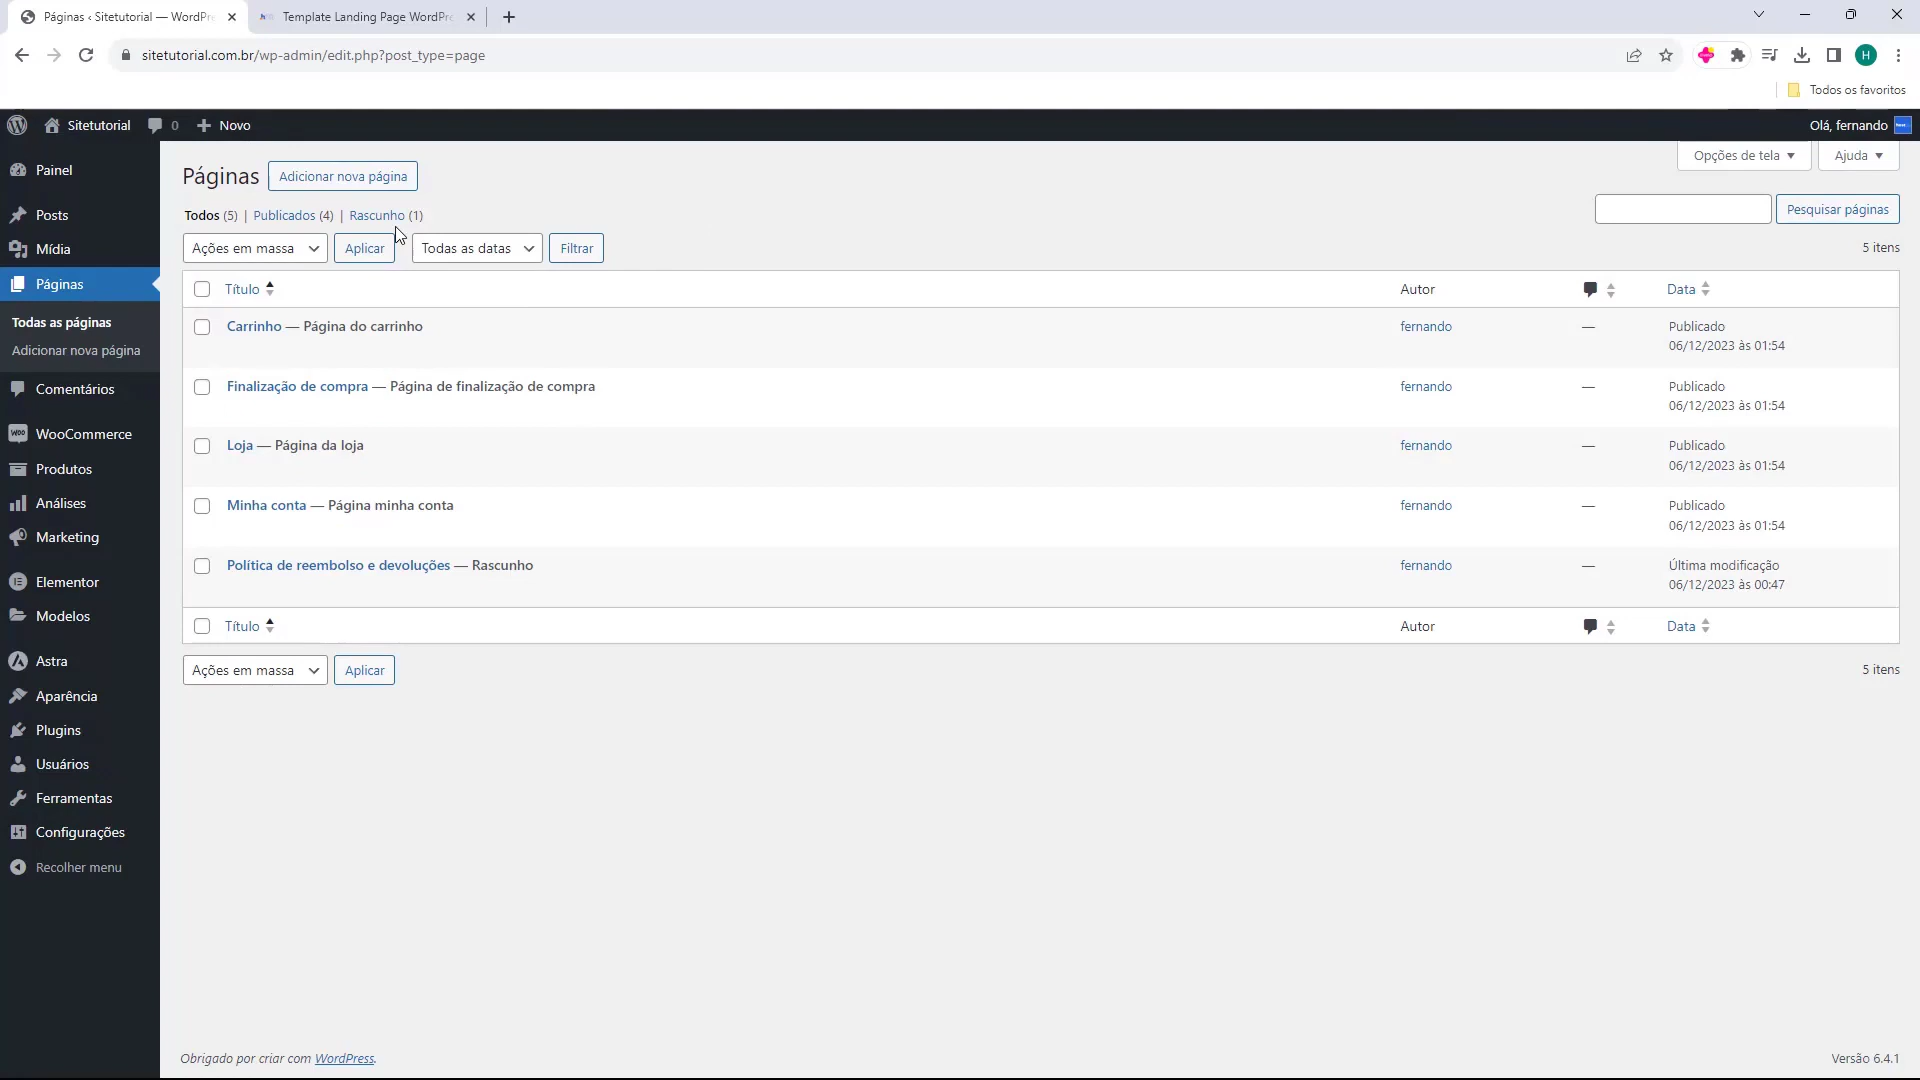 Páginas ‹ Sitetutorial — WordPre
Template Landing Page WordPre
sitetutorial.com.br/wp-admin/edit.php?post_type=page
H
Todos os favoritos
Sitetutorial
0
Novo
Olá, fernando
Painel
Posts
Mídia
Páginas
Todas as páginas
Adicionar nova página
Comentários
WooCommerce
Produtos
Análises
Marketing
Elementor
Modelos
Astra
Aparência
Plugins
Usuários
Ferramentas
Configurações
Recolher menu
Opções de tela
Ajuda
Páginas
Adicionar nova página
Todos (5) | Publicados (4) | Rascunho (1)
Pesquisar páginas
Ações em massa
Aplicar
Todas as datas
Filtrar
5 itens
Título
Autor
Data
Carrinho — Página do carrinho
fernando
—
Publicado
06/12/2023 às 01:54
Finalização de compra — Página de finalização de compra
fernando
—
Publicado
06/12/2023 às 01:54
Loja — Página da loja
fernando
—
Publicado
06/12/2023 às 01:54
Minha conta — Página minha conta
fernando
—
Publicado
06/12/2023 às 01:54
Política de reembolso e devoluções — Rascunho
fernando
—
Última modificação
06/12/2023 às 00:47
Título
Autor
Data
Ações em massa
Aplicar
5 itens
Obrigado por criar com WordPress.
Versão 6.4.1